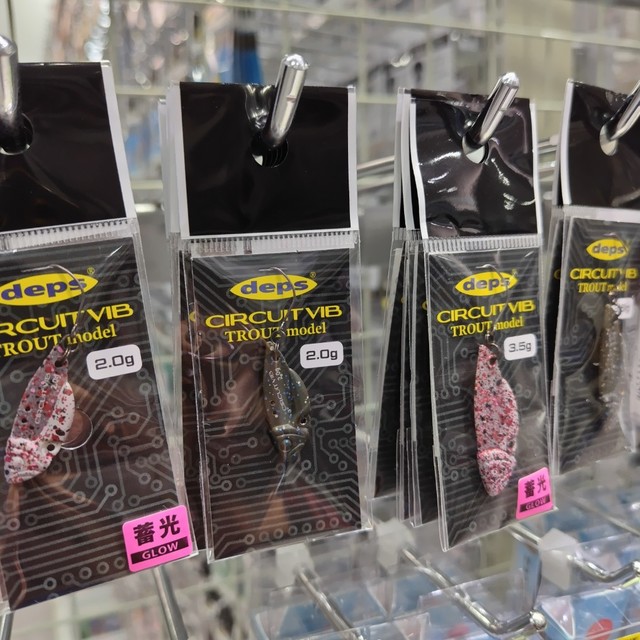 deps®
CIRCUIT VIB
TROUT model
2.0g
蓄光
GLOW
deps®
CIRCUIT VIB
TROUT model
2.0g
deps®
CIRCUIT VIB
TROUT model
3.5g
蓄光
GLOW
deps®
CIRCUIT VIB
TROUT model